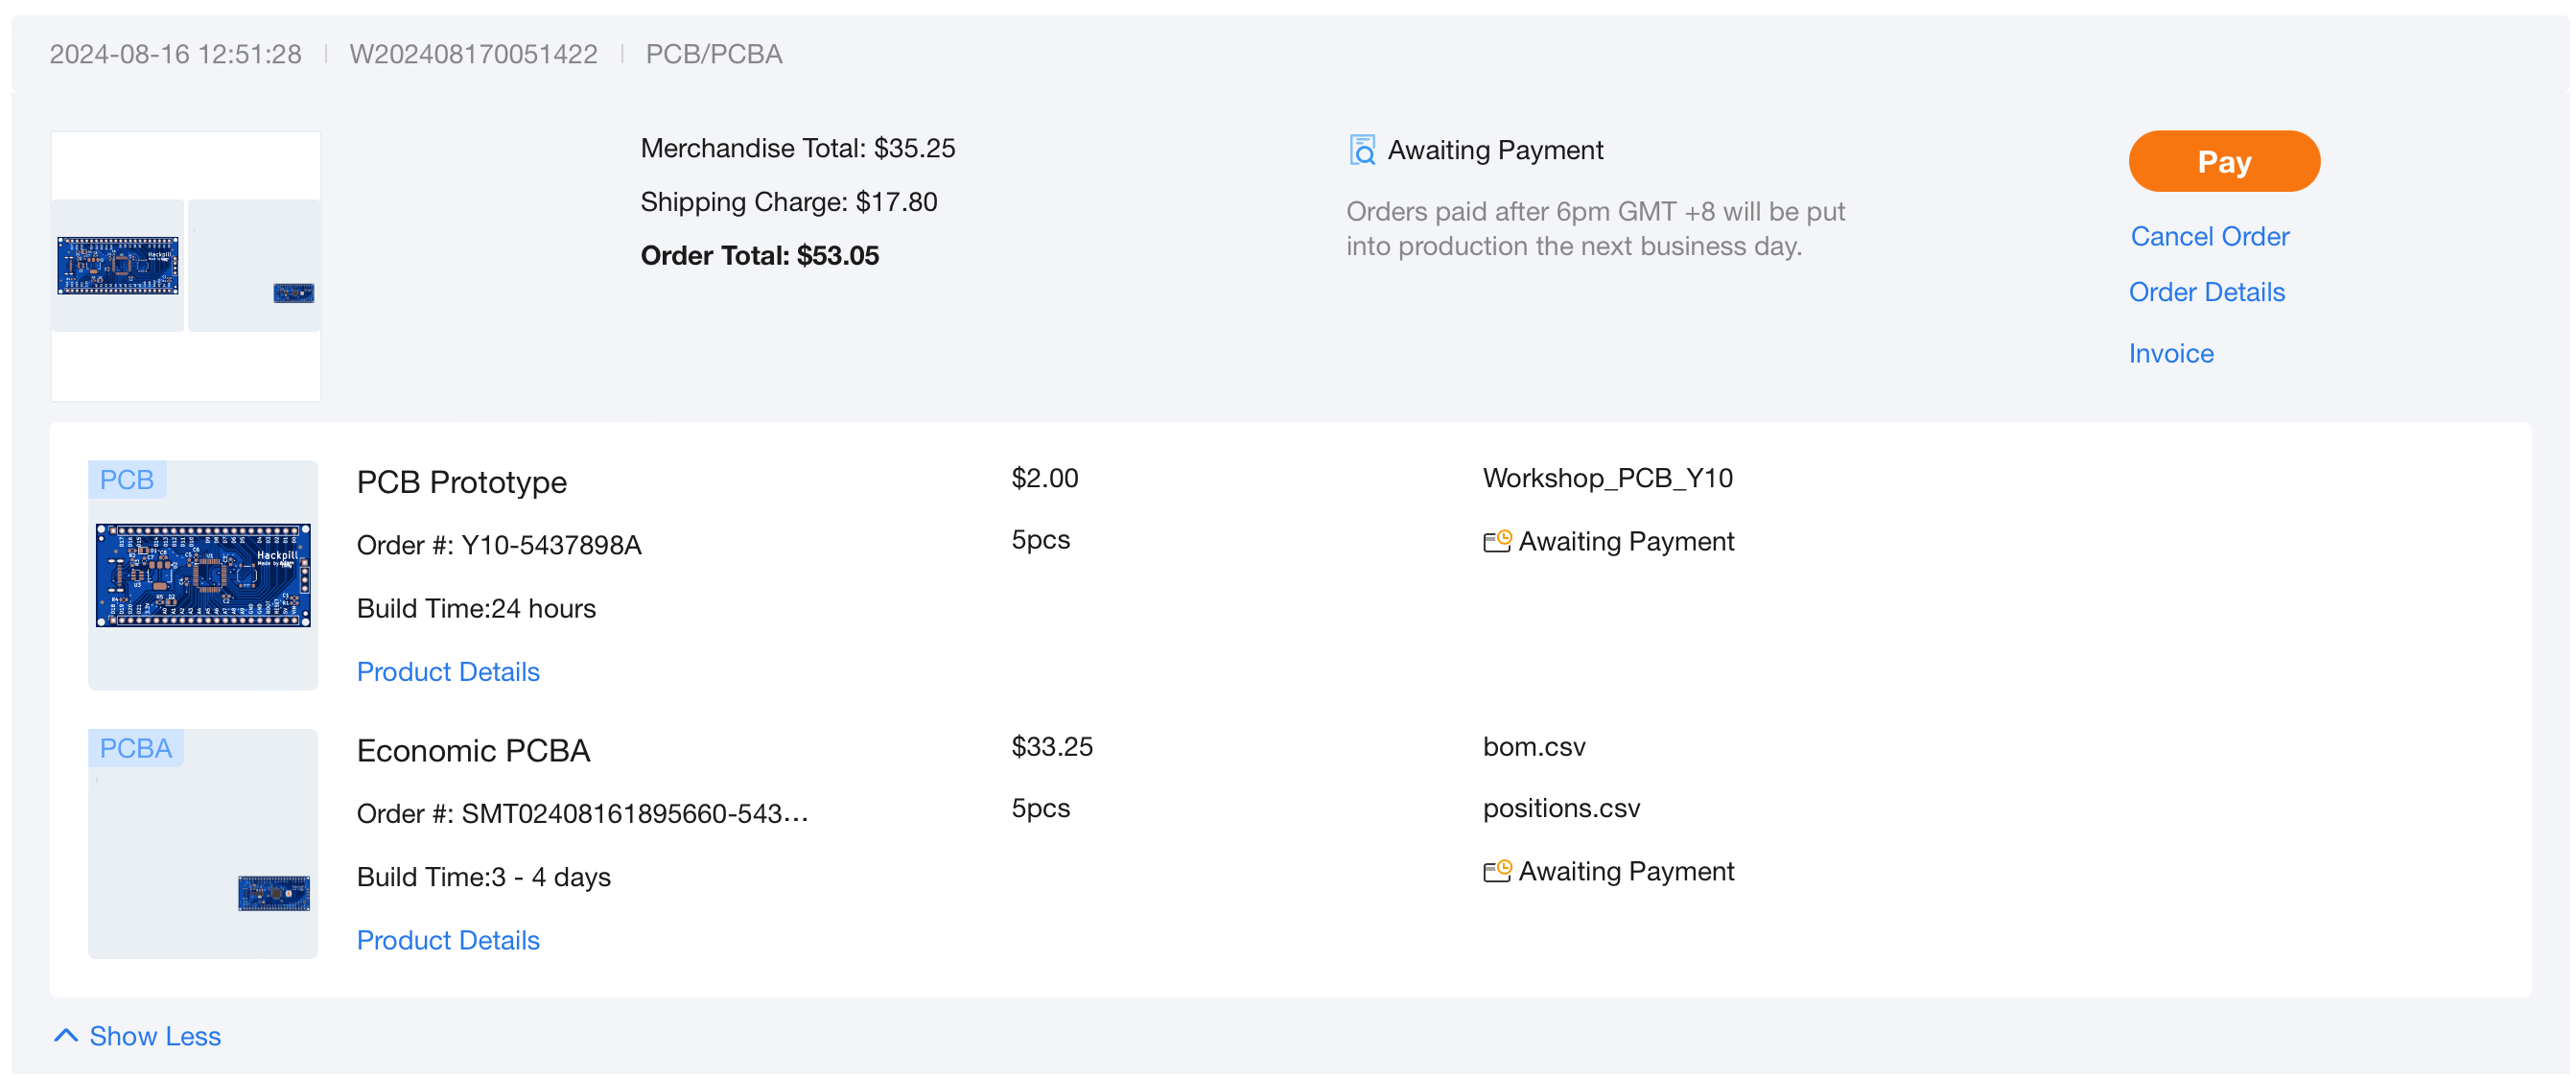 2024-08-16 12:51:28 | W202408170051422 | PCB/PCBA
Merchandise Total: $35.25
Shipping Charge: $17.80
Order Total: $53.05
Awaiting Payment
Orders paid after 6pm GMT +8 will be put
into production the next business day.
Pay
Cancel Order
Order Details
Invoice
PCB
Hackpill
PCB Prototype
Order #: Y10-5437898A
Build Time:24 hours
Product Details
$2.00
5pcs
Workshop_PCB_Y10
Awaiting Payment
PCBA
Economic PCBA
Order #: SMT02408161895660-543...
Build Time:3 - 4 days
Product Details
$33.25
5pcs
bom.csv
positions.csv
Awaiting Payment
Show Less